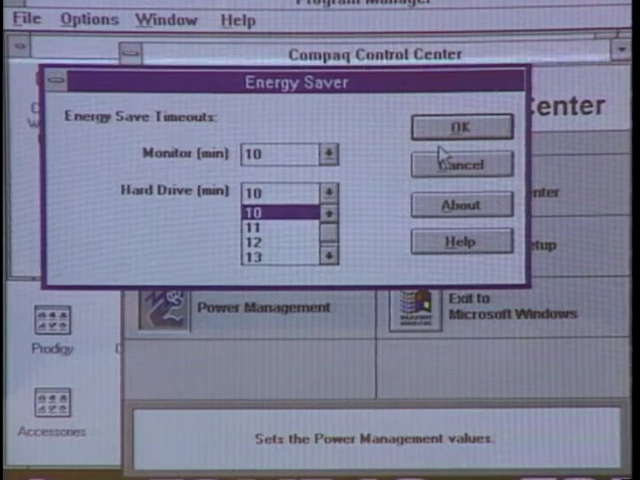 Program Manager
File Options Window Help
Compaq Control Center
Energy Saver
Energy Save Timeouts:
Center
OK
Monitor (min) 10
Cancel
Hard Drive (min) 10
10
11
12
13
About
Help
Power Management
Exit to
Microsoft Windows
Prodigy
Accessories
Sets the Power Management values.